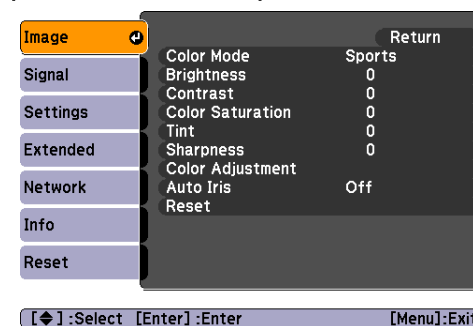 Image
Signal
Settings
Extended
Network
Info
Reset
Return
Color Mode Sports
Brightness 0
Contrast 0
Color Saturation 0
Tint 0
Sharpness 0
Color Adjustment
Auto Iris Off
Reset
[◆] :Select [Enter] :Enter [Menu]:Exit